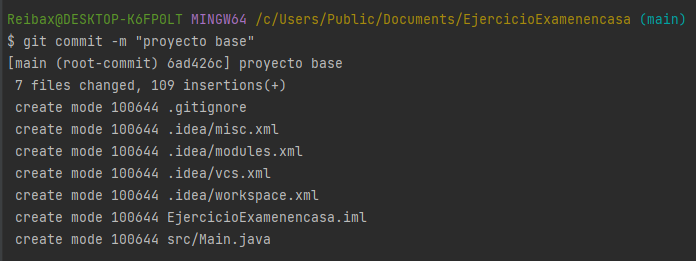 Reibax@DESKTOP-K6FP0LT MINGW64 /c/Users/Public/Documents/EjercicioExamenencasa (main)
$ git commit -m "proyecto base"
[main (root-commit) 6ad426c] proyecto base
 7 files changed, 109 insertions(+)
 create mode 100644 .gitignore
 create mode 100644 .idea/misc.xml
 create mode 100644 .idea/modules.xml
 create mode 100644 .idea/vcs.xml
 create mode 100644 .idea/workspace.xml
 create mode 100644 EjercicioExamenencasa.iml
 create mode 100644 src/Main.java